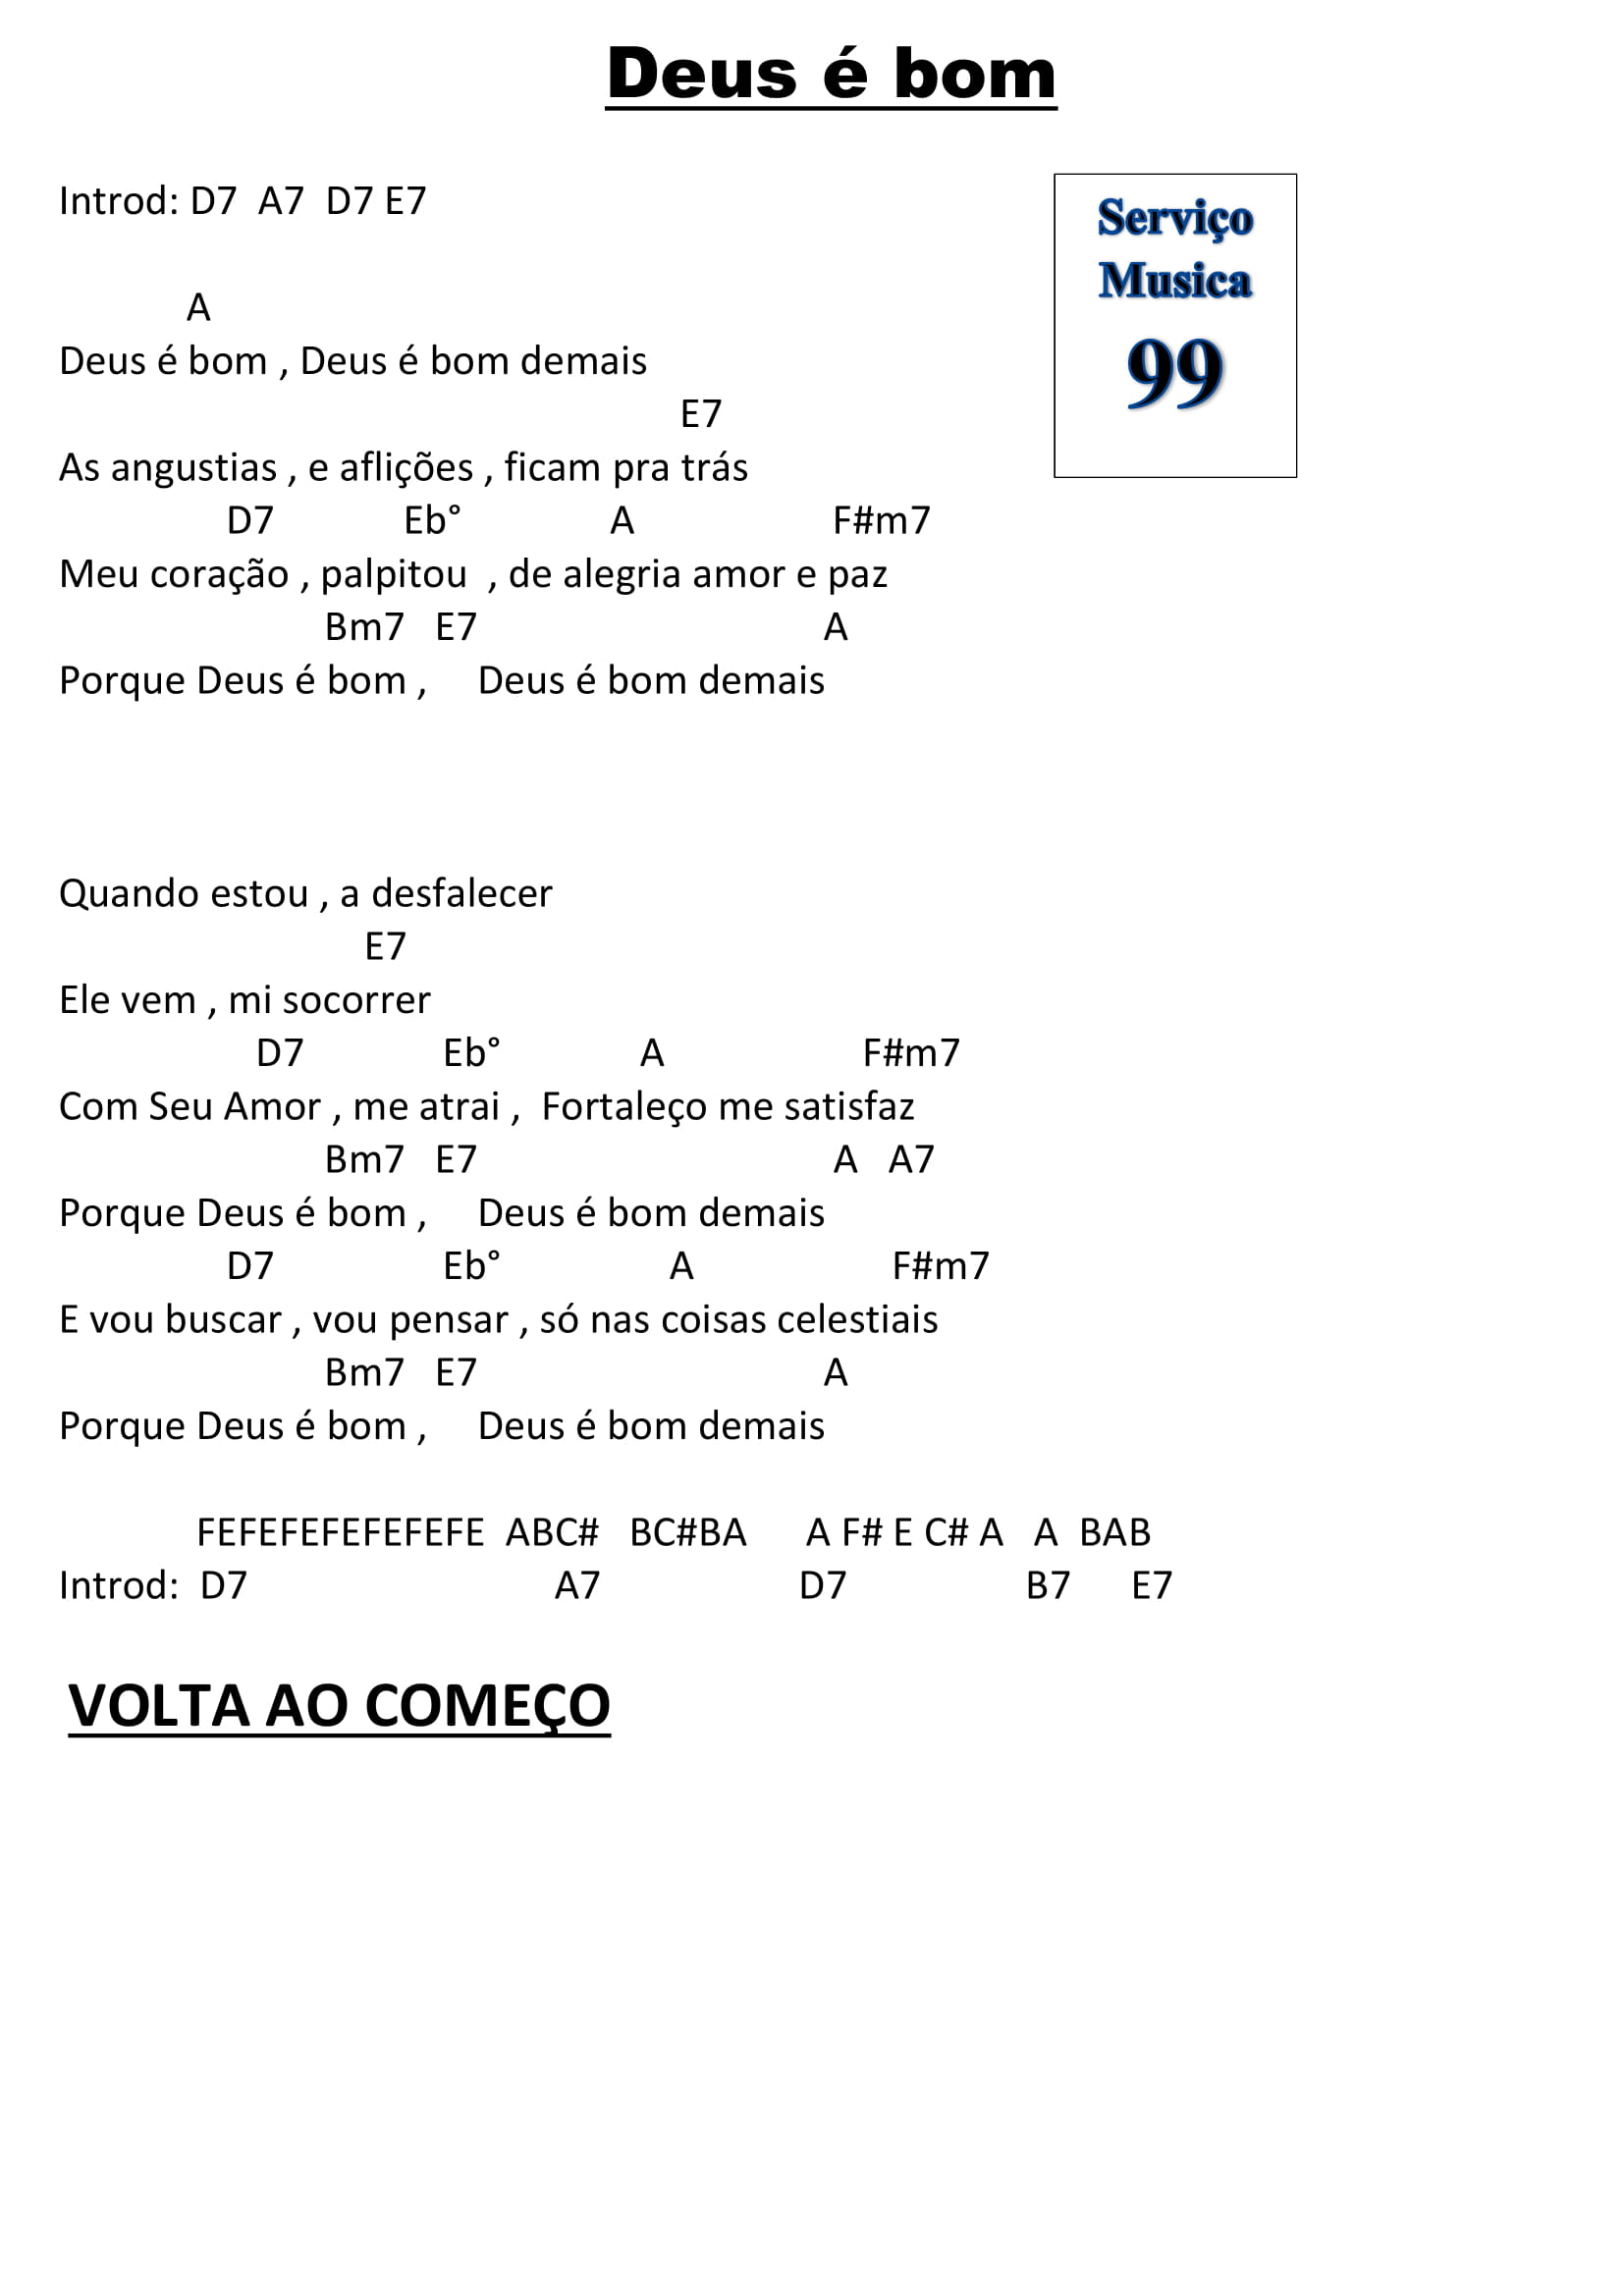 Deus é bom
Introd: D7  A7  D7 E7
Serviço
Musica
99
A
Deus é bom , Deus é bom demais
E7
As angustias , e aflições , ficam pra trás
D7 Eb° A F#m7
Meu coração , palpitou  , de alegria amor e paz
Bm7 E7 A
Porque Deus é bom , Deus é bom demais
Quando estou , a desfalecer
E7
Ele vem , mi socorrer
D7 Eb° A F#m7
Com Seu Amor , me atrai ,  Fortaleço me satisfaz
Bm7 E7 A A7
Porque Deus é bom , Deus é bom demais
D7 Eb° A F#m7
E vou buscar , vou pensar , só nas coisas celestiais
Bm7 E7 A
Porque Deus é bom , Deus é bom demais
FEFEFEFEFEFEFE ABC# BC#BA A F# E C# A A BAB
Introd: D7 A7 D7 B7 E7
VOLTA AO COMEÇO